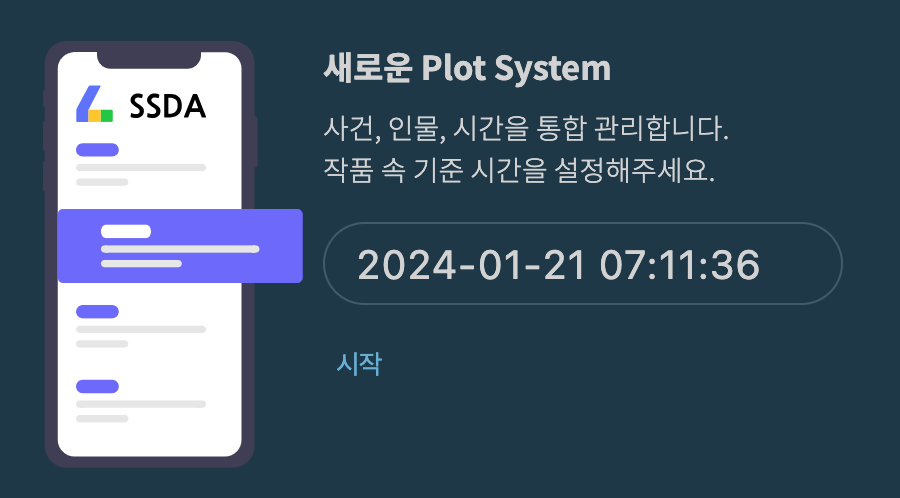 SSDA
새로운 Plot System
사건, 인물, 시간을 통합 관리합니다.
작품 속 기준 시간을 설정해주세요.
2024-01-21 07:11:36
시작